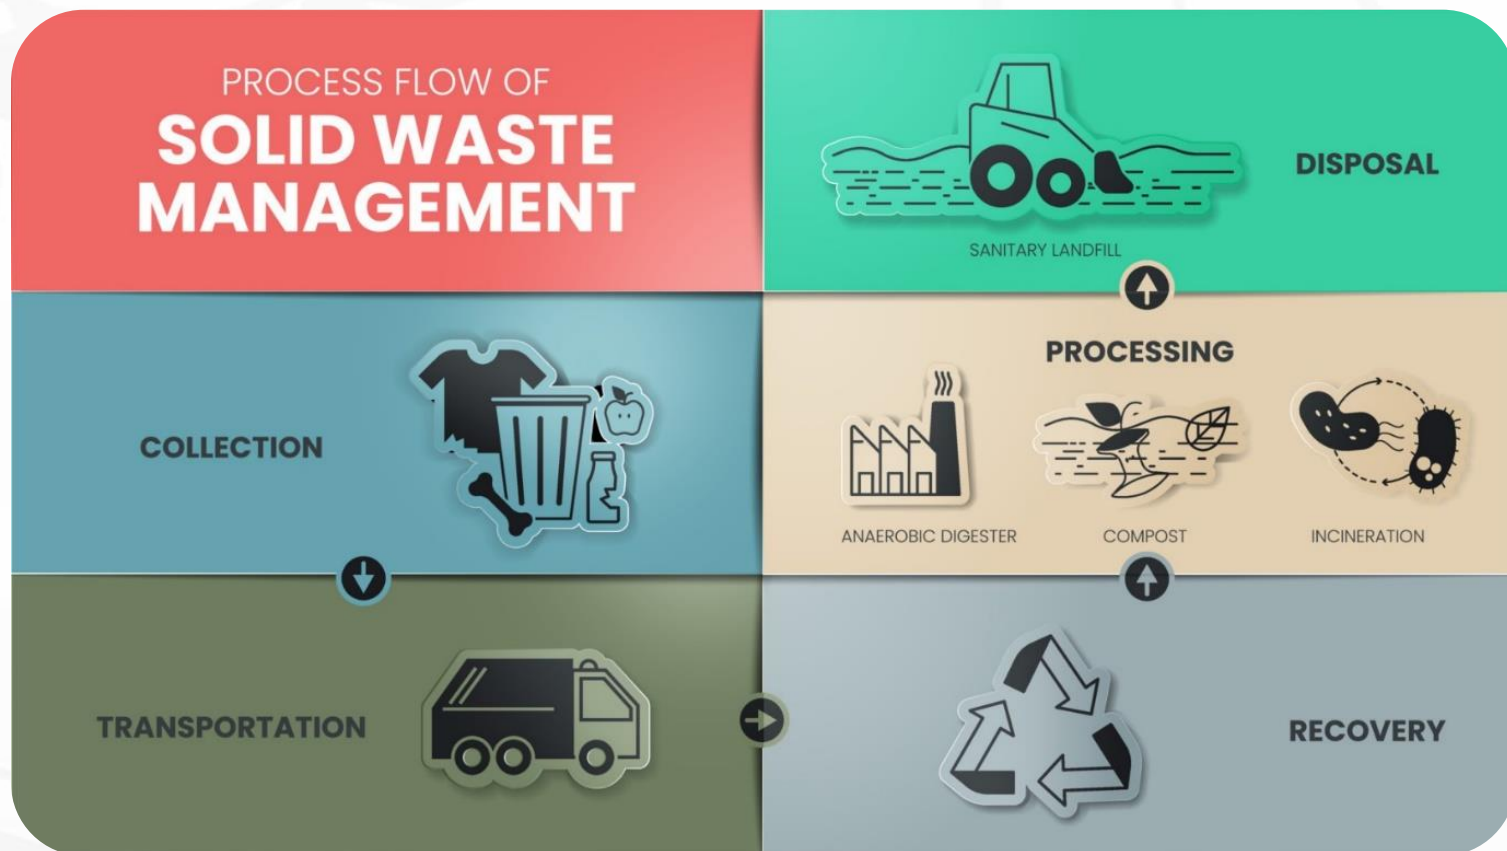 PROCESS FLOW OF
SOLID WASTE
MANAGEMENT
COLLECTION
TRANSPORTATION
RECOVERY
PROCESSING
ANAEROBIC DIGESTER
COMPOST
INCINERATION
DISPOSAL
SANITARY LANDFILL